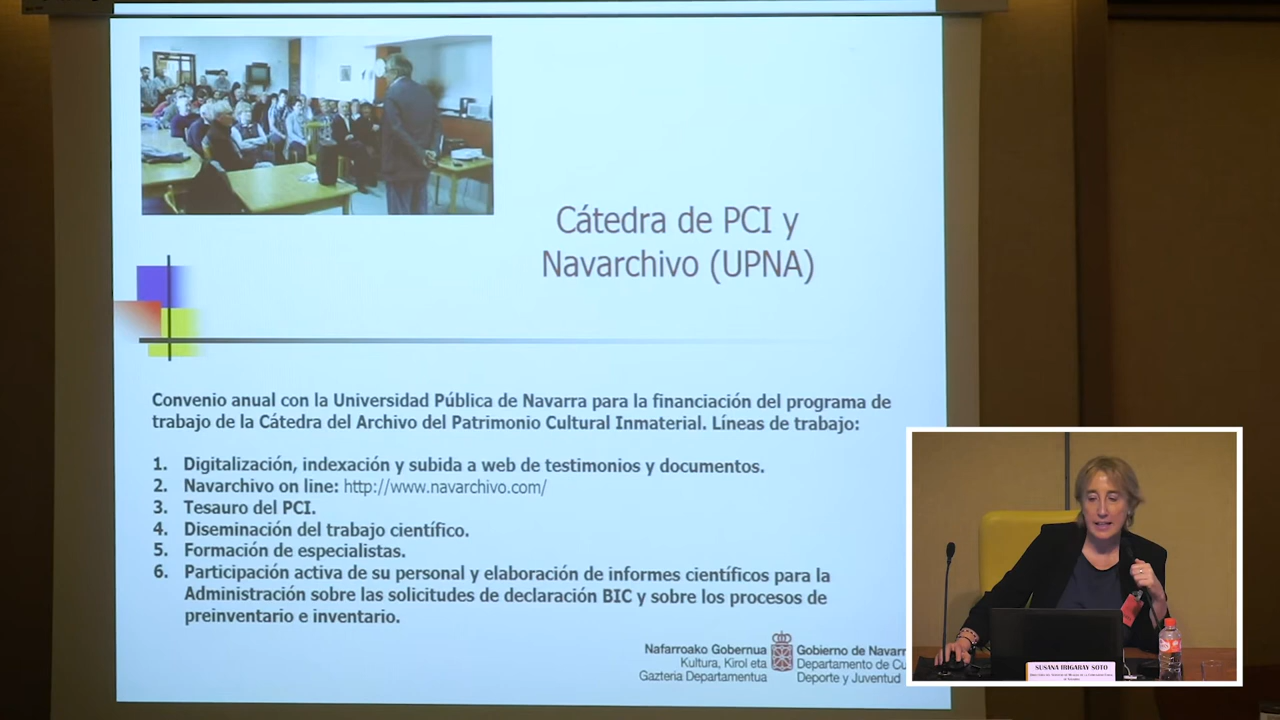 Cátedra de PCI y
Navarchivo (UPNA)
Convenio anual con la Universidad Pública de Navarra para la financiación del programa de
trabajo de la Cátedra del Archivo del Patrimonio Cultural Inmaterial. Líneas de trabajo:
1. Digitalización, indexación y subida a web de testimonios y documentos.
2. Navarchivo on line: http://www.navarchivo.com/
3. Tesauro del PCI.
4. Diseminación del trabajo científico.
5. Formación de especialistas.
6. Participación activa de su personal y elaboración de informes científicos para la
Administración sobre las solicitudes de declaración BIC y sobre los procesos de
preinventario e inventario.
Nafarroako Gobernua
Kultura, Kirol eta
Gazteria Departamentua
Gobierno de Navarr
Departamento de Cu
Deporte y Juventud
SUSANA IRIGARAY SOTO